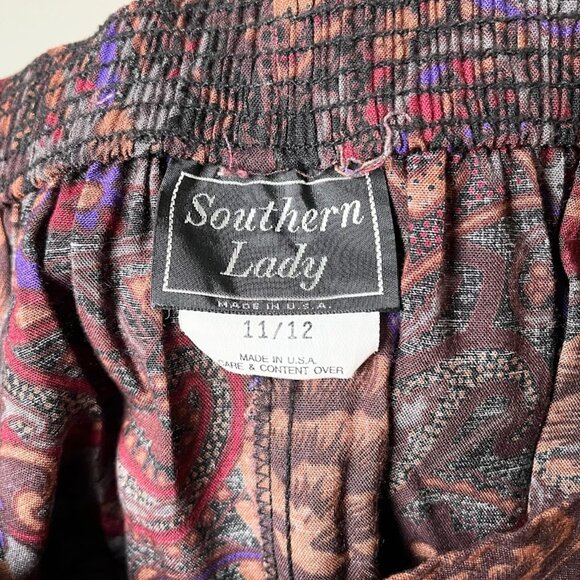 Southern
Lady
MADE IN U.S.A
11/12
MADE IN U.S.A.
CARE & CONTENT OVER